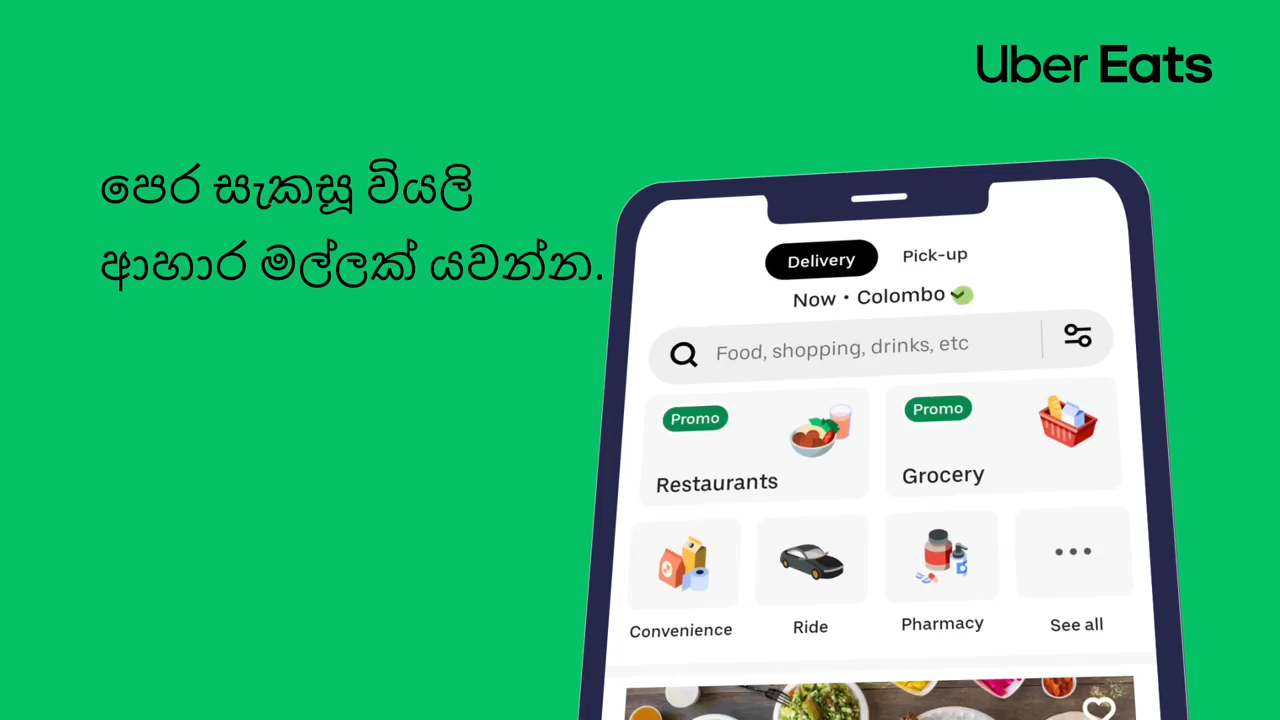 Uber Eats
පෙර සැකසූ වියලි
ආහාර මල්ලක් යවන්න.
Delivery
Pick-up
Now • Colombo
Food, shopping, drinks, etc
Promo
Restaurants
Promo
Grocery
Convenience
Ride
Pharmacy
See all